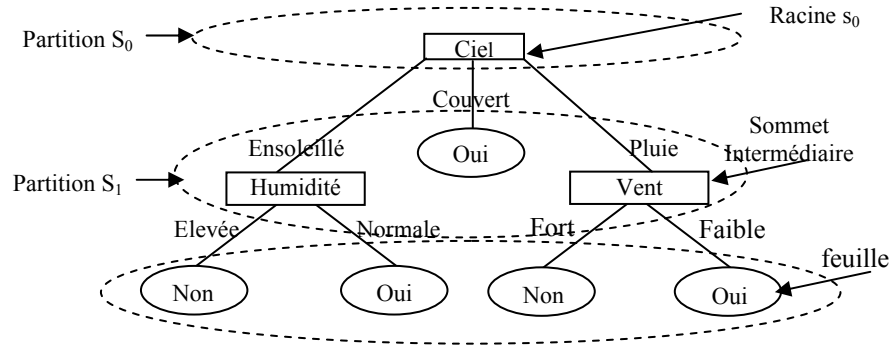 Racine s₀
Partition S₀
Ciel
Couvert
Sommet
Intermédiaire
Ensoleillé
Oui
Pluie
Partition S₁
Humidité
Vent
Elevée
Normale
Fort
Faible
feuille
Non
Oui
Non
Oui